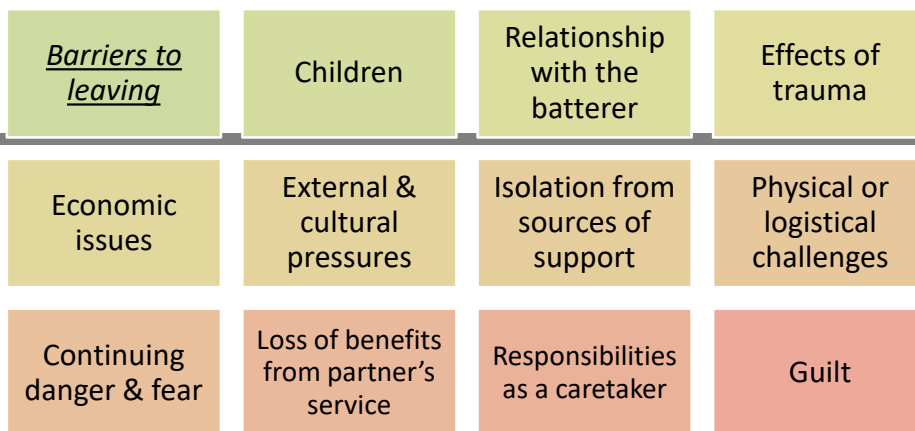 Barriers to
leaving
Children
Relationship
with the
batterer
Effects of
trauma
Economic
issues
External &
cultural
pressures
Isolation from
sources of
support
Physical or
logistical
challenges
Continuing
danger & fear
Loss of benefits
from partner’s
service
Responsibilities
as a caretaker
Guilt